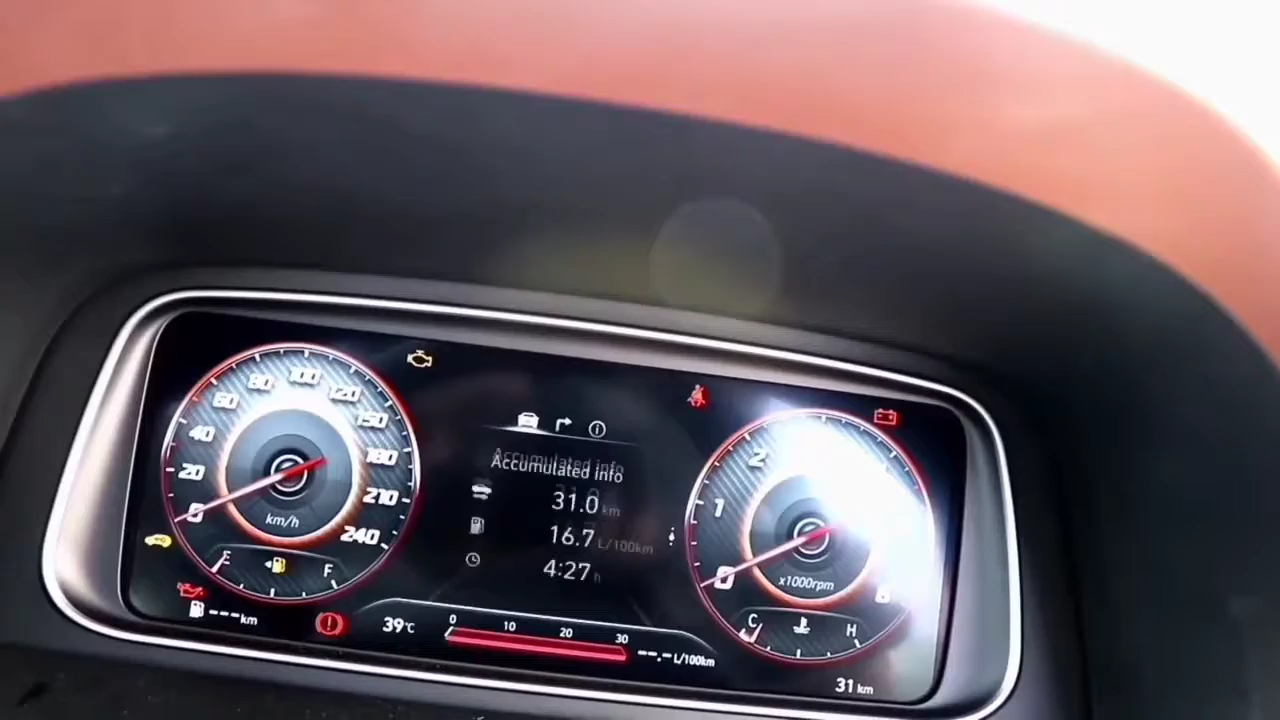 0
20
40
60
80
100
120
150
180
210
240
km/h
E
F
---km
Accumulated info
31.0 km
16.7 L/100km
4:27 h
39°C
0 10 20 30
--.- L/100km
0
1
2
8
x1000rpm
C
H
31 km